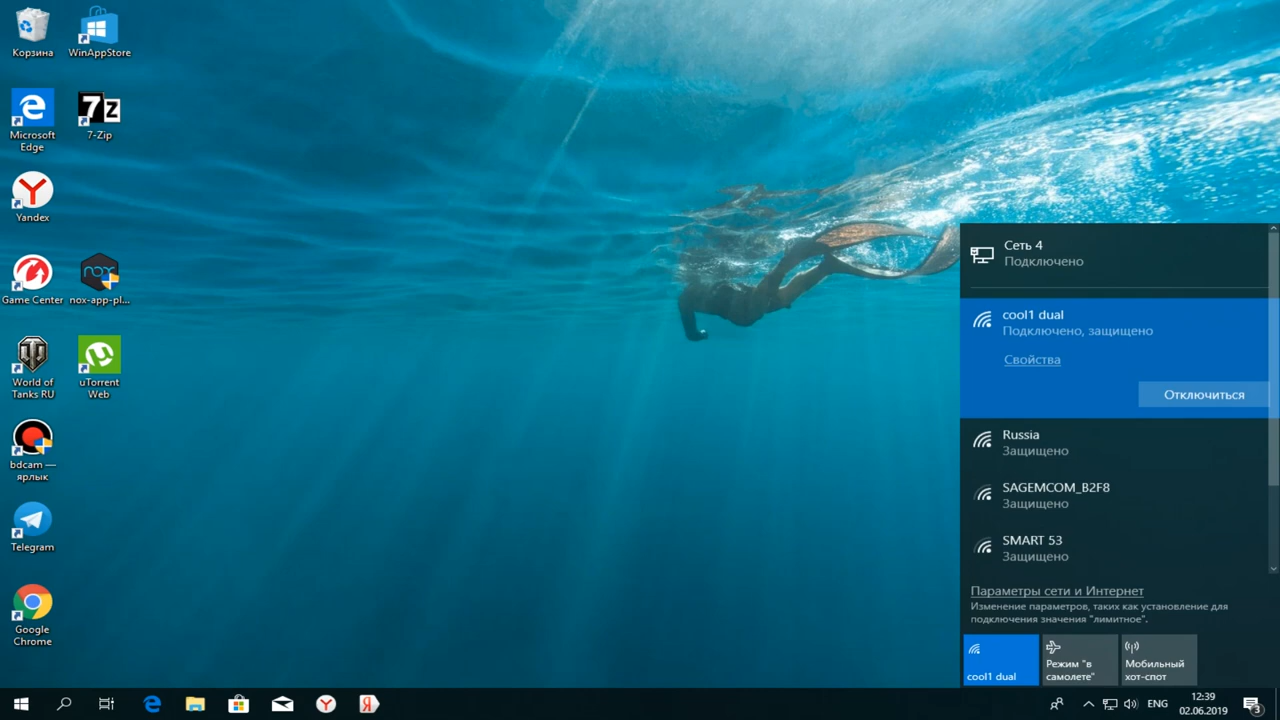 Корзина
WinAppStore
Microsoft
Edge
7-Zip
Yandex
Game Center
nox-app-pl...
World of
Tanks RU
uTorrent
Web
bdcam —
ярлык
Telegram
Google
Chrome
Сеть 4
Подключено
cool1 dual
Подключено, защищено
Свойства
Отключиться
Russia
Защищено
SAGEMCOM_B2F8
Защищено
SMART 53
Защищено
Параметры сети и Интернет
Изменение параметров, таких как установление для
подключения значения "лимитное".
cool1 dual
Режим "в
самолете"
Мобильный
хот-спот
ENG
12:39
02.06.2019
3